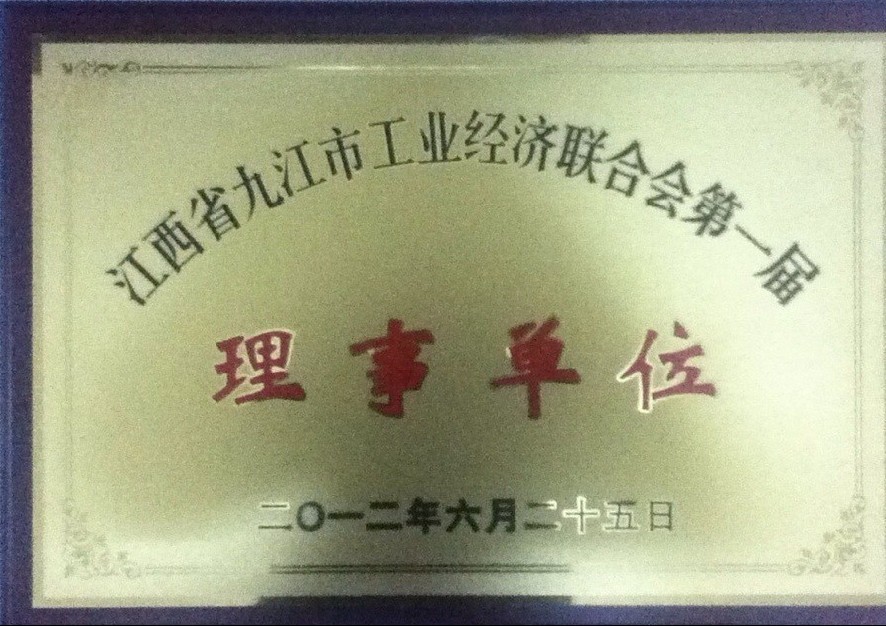 江西省九江市工业经济联合会第一届
理事单位
二〇一二年六月二十五日